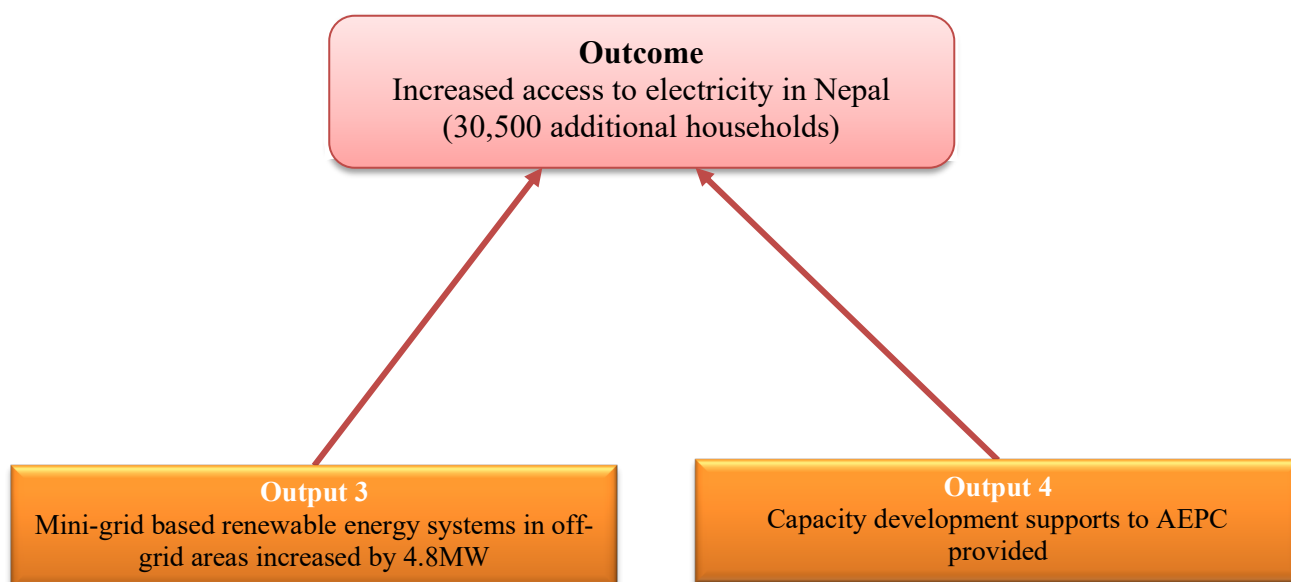 Outcome
Increased access to electricity in Nepal
(30,500 additional households)
Output 3
Mini-grid based renewable energy systems in off-
grid areas increased by 4.8MW
Output 4
Capacity development supports to AEPC
provided